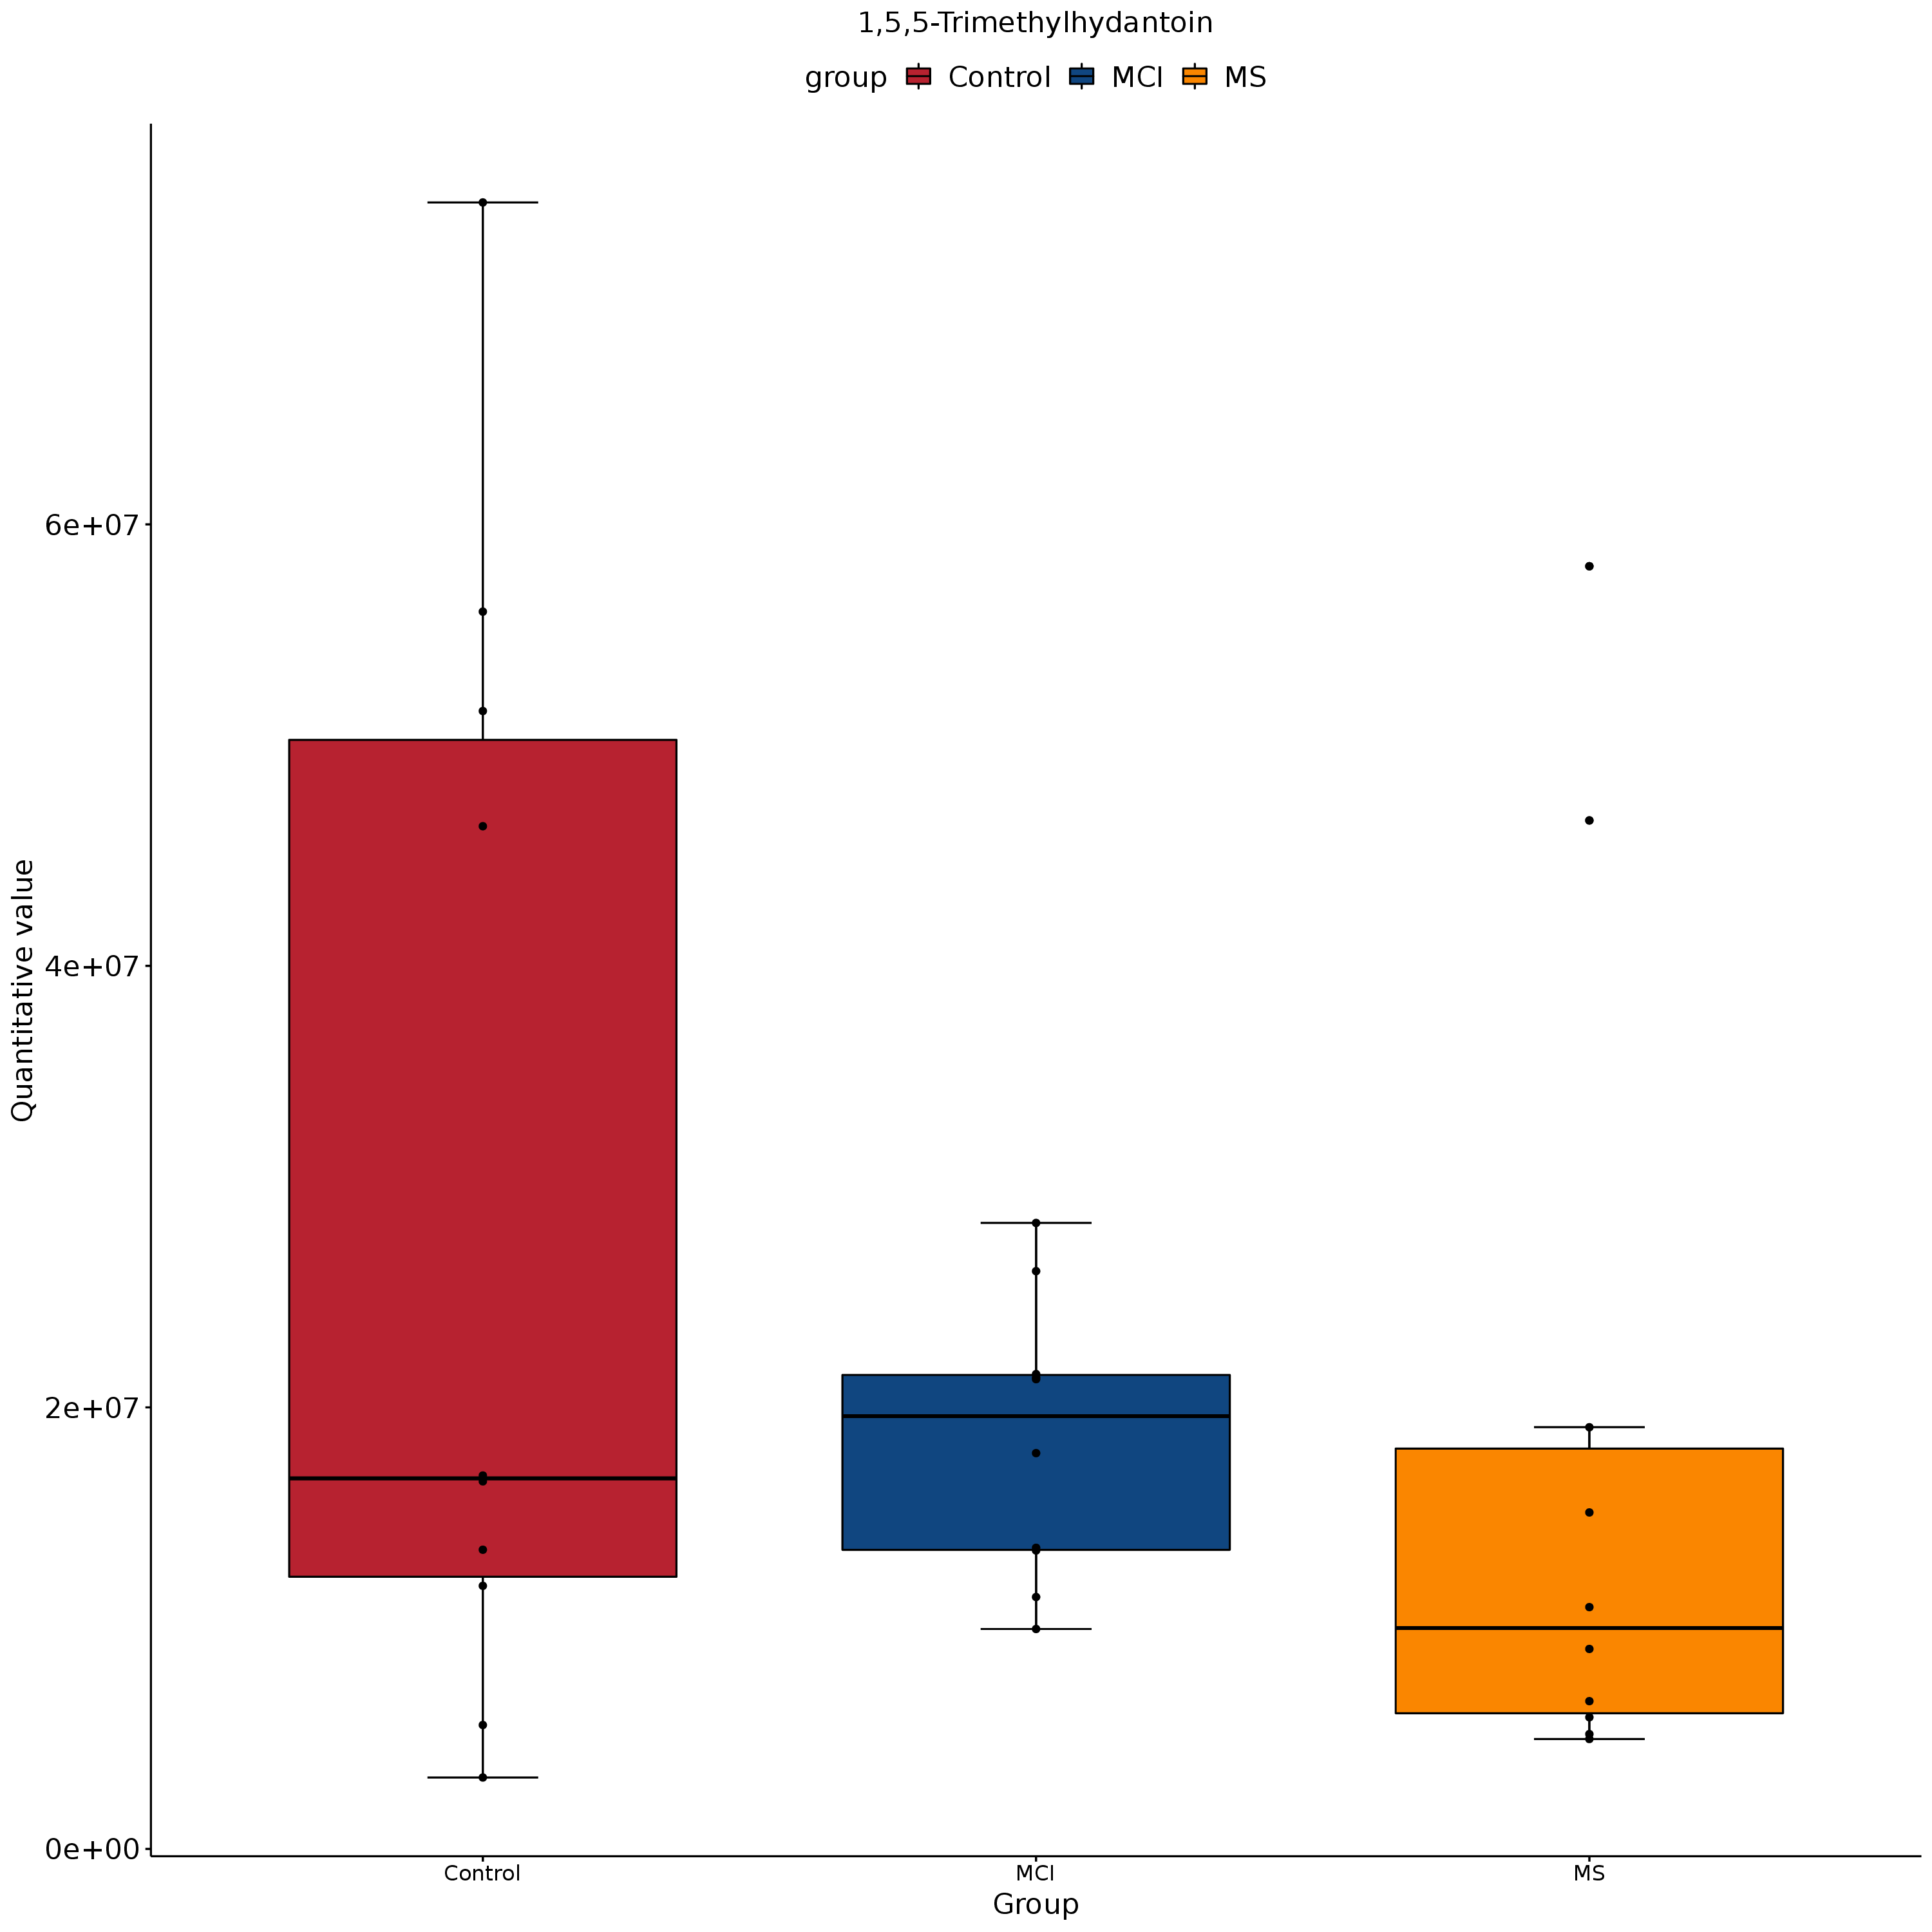 1,5,5-Trimethylhydantoin
group Control MCI MS
Quantitative value
6e+07
4e+07
2e+07
0e+00
Control MCI MS
Group